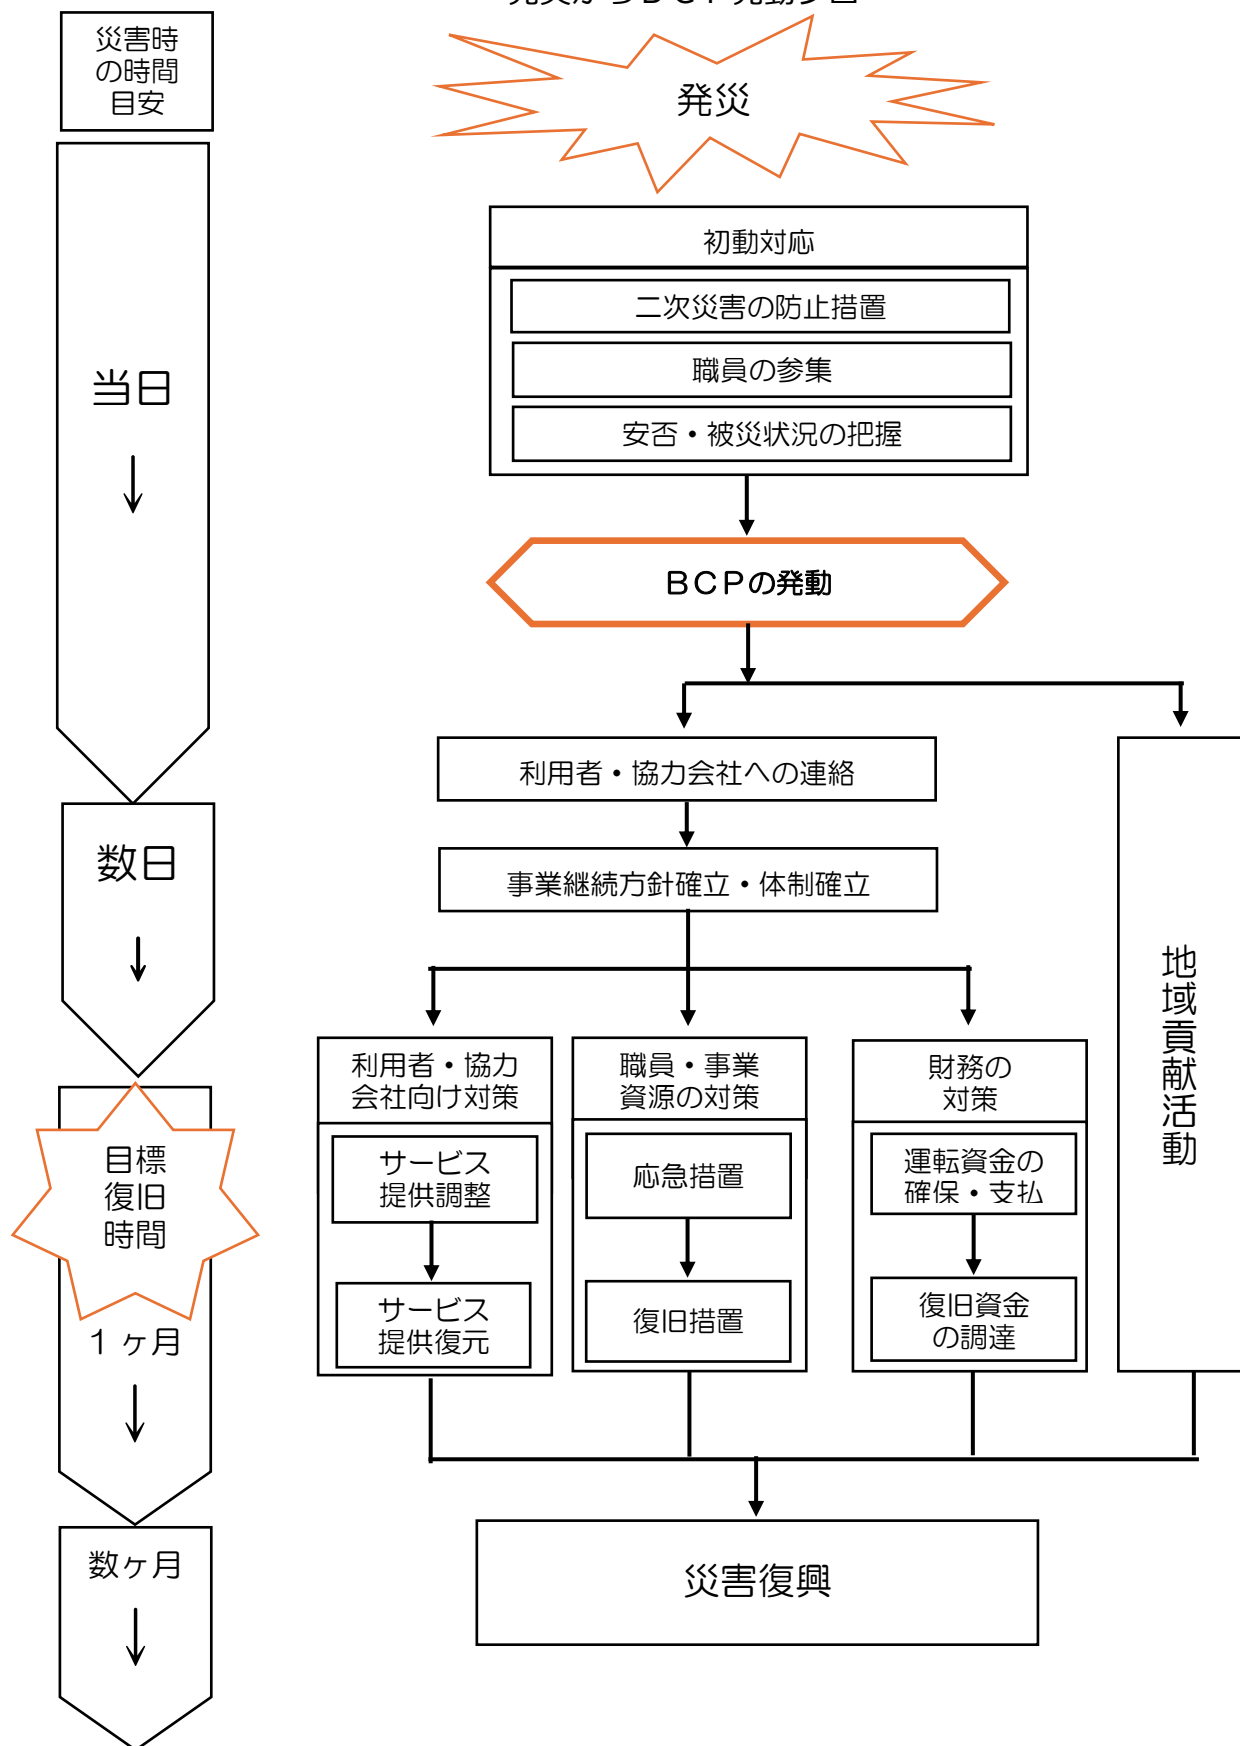 災害時
の時間
目安
発災
初動対応
二次災害の防止措置
職員の参集
安否・被災状況の把握
当日
BCPの発動
利用者・協力会社への連絡
事業継続方針確立・体制確立
数日
地域貢献活動
利用者・協力
会社向け対策
職員・事業
資源の対策
財務の
対策
サービス
提供調整
応急措置
運転資金の
確保・支払
目標
復旧
時間
1ヶ月
サービス
提供復元
復旧措置
復旧資金
の調達
数ヶ月
災害復興